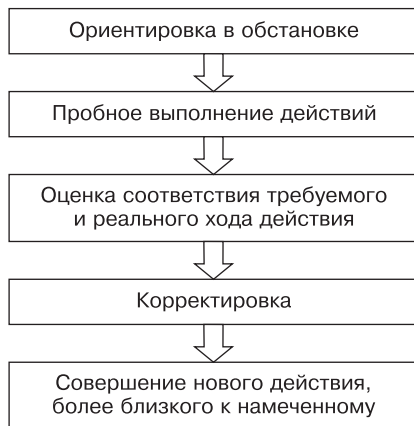 Ориентировка в обстановке
Пробное выполнение действий
Оценка соответствия требуемого
и реального хода действия
Корректировка
Совершение нового действия,
более близкого к намеченному